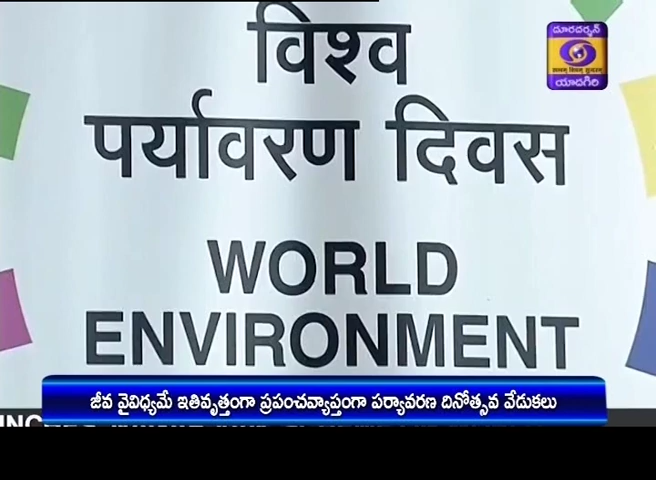 विश्व
पर्यावरण दिवस
WORLD
ENVIRONMENT
దూరదర్శన్
యాదగిరి
జీవ వైవిధ్యమే ఇతివృత్తంగా ప్రపంచవ్యాప్తంగా పర్యావరణ దినోత్సవ వేడుకలు